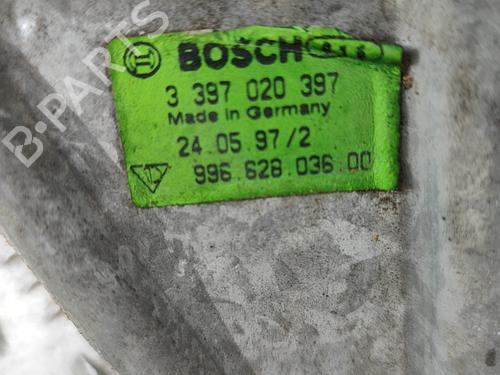 BOSCH
3 397 020 397
Made in Germany
24.05.97/2
996.628.036.00
B-PARTS